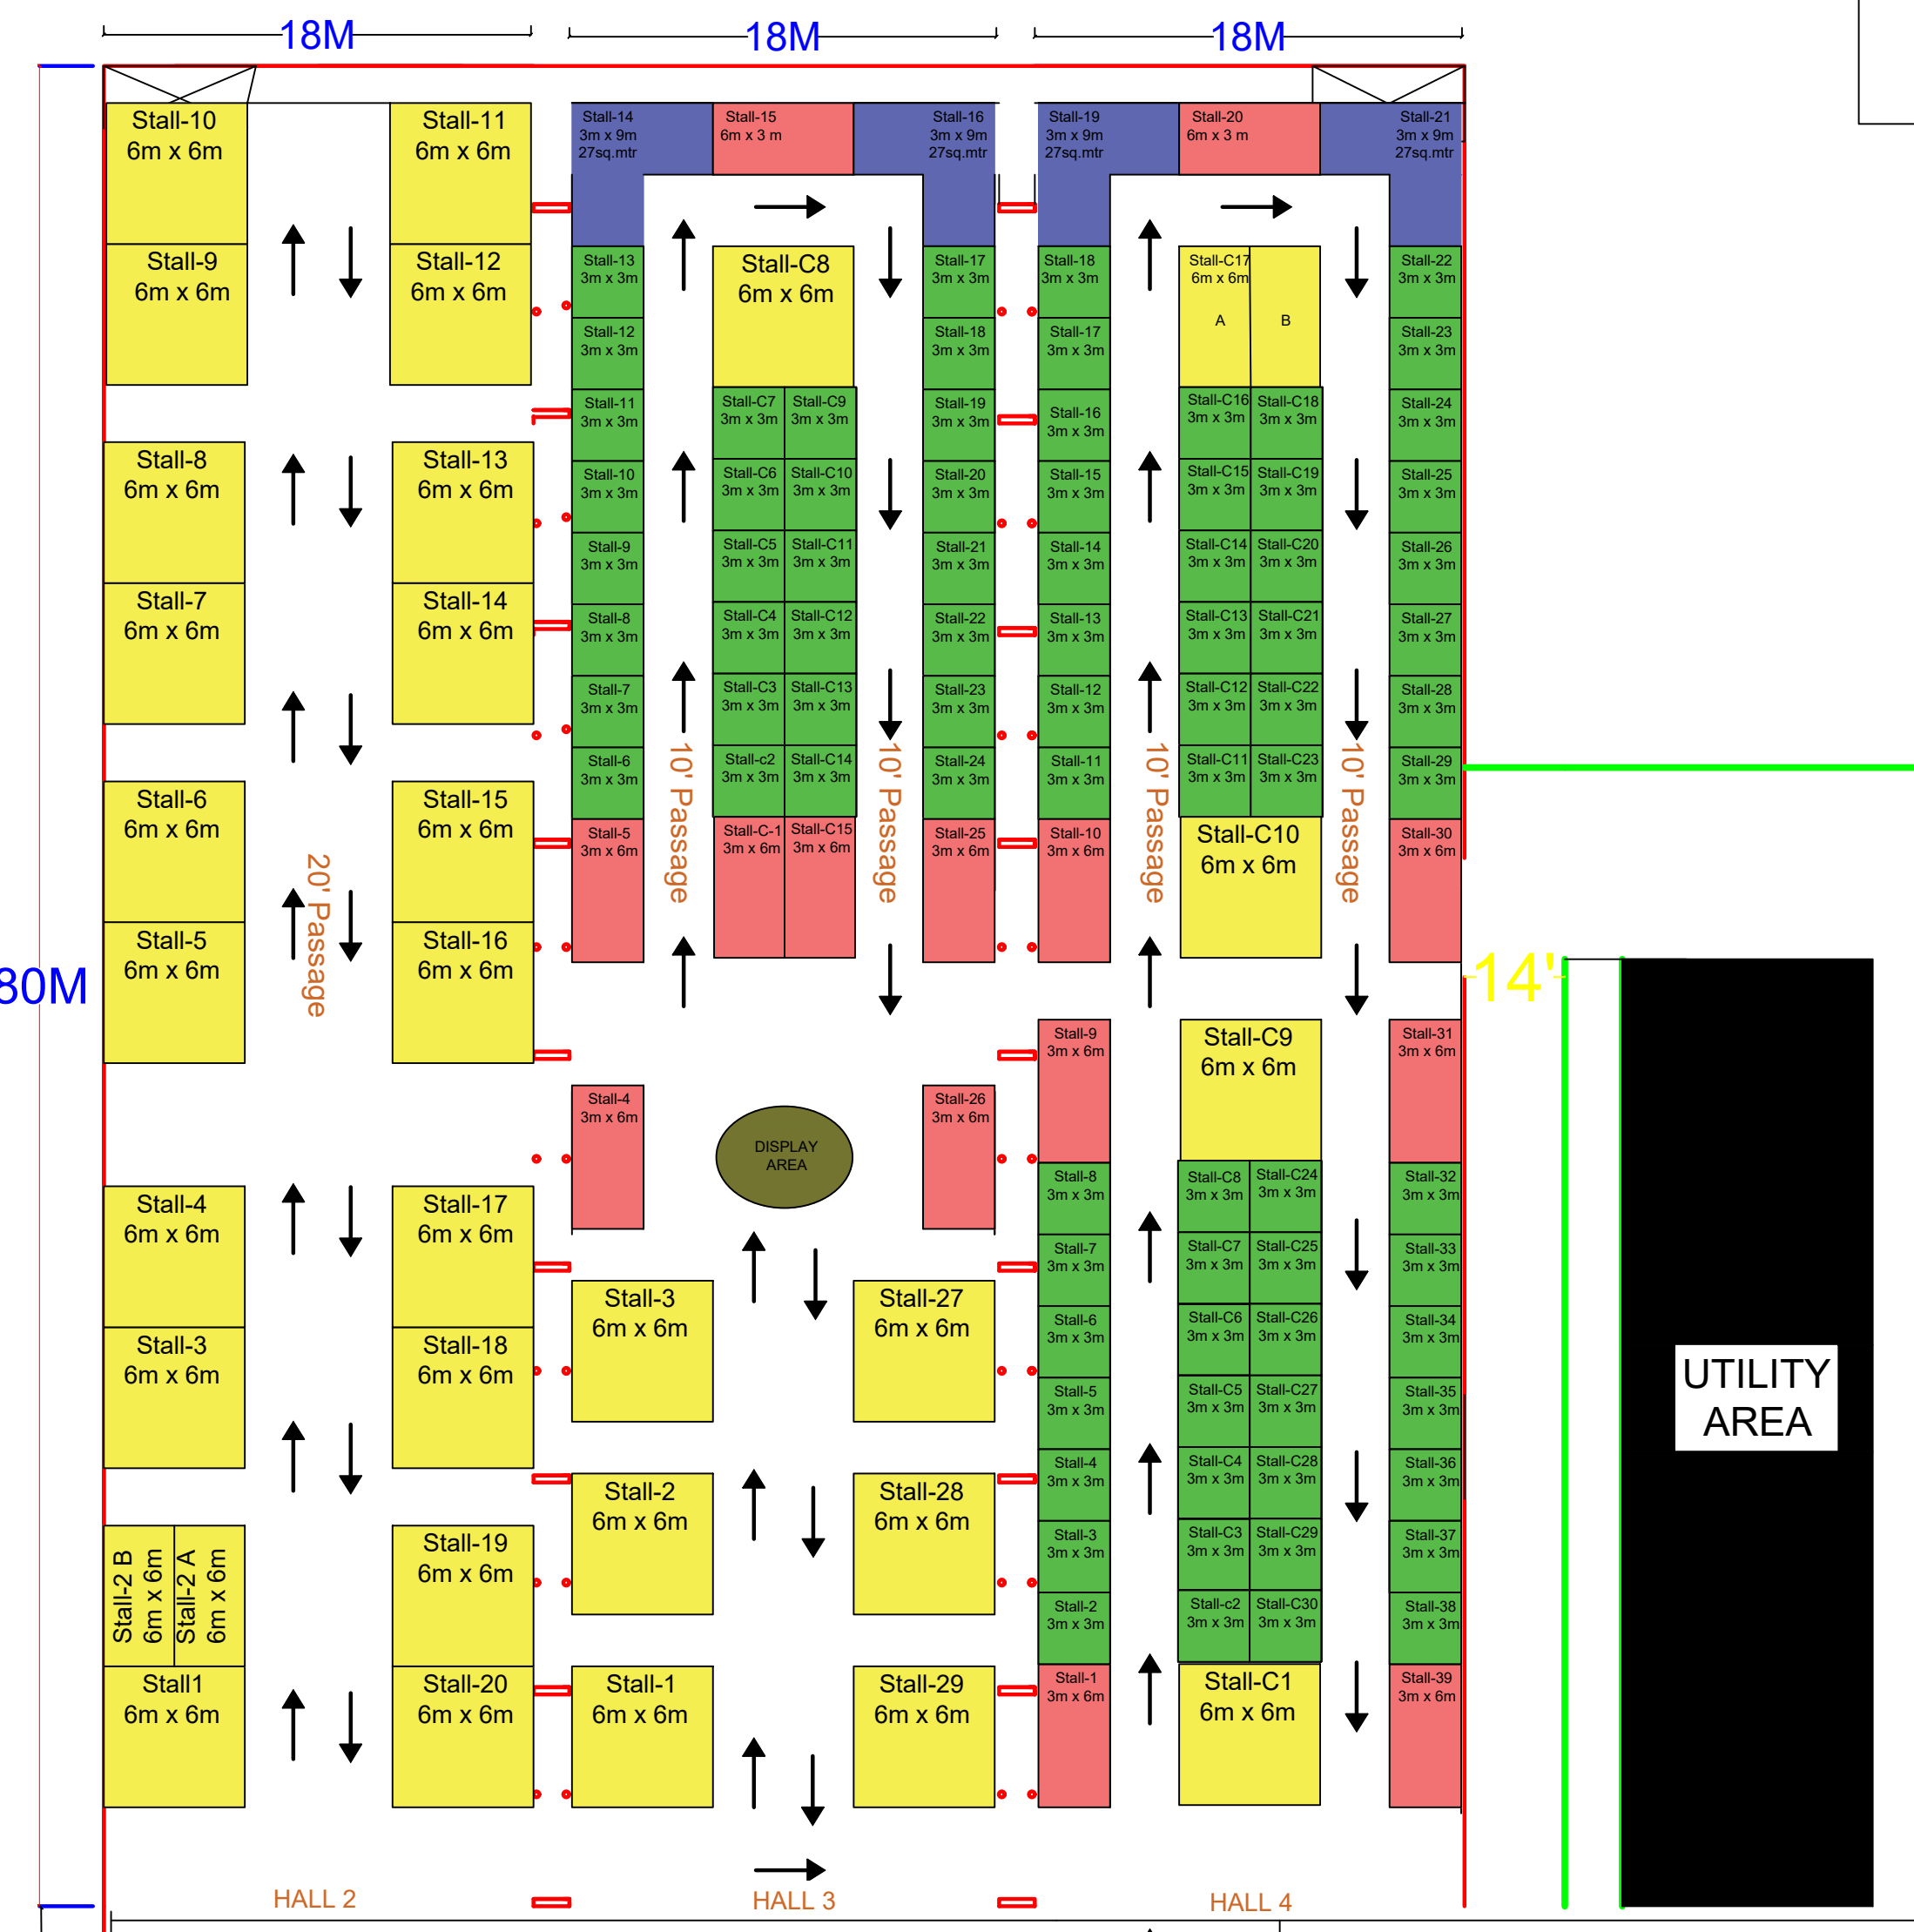 18M
18M
18M
80M
Stall-10
6m x 6m
Stall-9
6m x 6m
Stall-8
6m x 6m
Stall-7
6m x 6m
Stall-6
6m x 6m
Stall-5
6m x 6m
Stall-4
6m x 6m
Stall-3
6m x 6m
Stall-2 B
6m x 6m
Stall-2 A
6m x 6m
Stall1
6m x 6m
20' Passage
Stall-11
6m x 6m
Stall-12
6m x 6m
Stall-13
6m x 6m
Stall-14
6m x 6m
Stall-15
6m x 6m
Stall-16
6m x 6m
Stall-17
6m x 6m
Stall-18
6m x 6m
Stall-19
6m x 6m
Stall-20
6m x 6m
HALL 2
Stall-14
3m x 9m
27sq.mtr
Stall-15
6m x 3 m
Stall-16
3m x 9m
27sq.mtr
Stall-13
3m x 3m
Stall-12
3m x 3m
Stall-11
3m x 3m
Stall-10
3m x 3m
Stall-9
3m x 3m
Stall-8
3m x 3m
Stall-7
3m x 3m
Stall-6
3m x 3m
Stall-5
3m x 6m
Stall-4
3m x 6m
Stall-3
6m x 6m
Stall-2
6m x 6m
Stall-1
6m x 6m
10' Passage
Stall-C8
6m x 6m
Stall-C7
3m x 3m
Stall-C9
3m x 3m
Stall-C6
3m x 3m
Stall-C10
3m x 3m
Stall-C5
3m x 3m
Stall-C11
3m x 3m
Stall-C4
3m x 3m
Stall-C12
3m x 3m
Stall-C3
3m x 3m
Stall-C13
3m x 3m
Stall-c2
3m x 3m
Stall-C14
3m x 3m
Stall-C-1
3m x 6m
Stall-C15
3m x 6m
DISPLAY
AREA
10' Passage
Stall-17
3m x 3m
Stall-18
3m x 3m
Stall-19
3m x 3m
Stall-20
3m x 3m
Stall-21
3m x 3m
Stall-22
3m x 3m
Stall-23
3m x 3m
Stall-24
3m x 3m
Stall-25
3m x 6m
Stall-26
3m x 6m
Stall-27
6m x 6m
Stall-28
6m x 6m
Stall-29
6m x 6m
HALL 3
Stall-19
3m x 9m
27sq.mtr
Stall-20
6m x 3 m
Stall-21
3m x 9m
27sq.mtr
Stall-18
3m x 3m
Stall-17
3m x 3m
Stall-16
3m x 3m
Stall-15
3m x 3m
Stall-14
3m x 3m
Stall-13
3m x 3m
Stall-12
3m x 3m
Stall-11
3m x 3m
Stall-10
3m x 6m
Stall-9
3m x 6m
Stall-8
3m x 3m
Stall-7
3m x 3m
Stall-6
3m x 3m
Stall-5
3m x 3m
Stall-4
3m x 3m
Stall-3
3m x 3m
Stall-2
3m x 3m
Stall-1
3m x 6m
10' Passage
Stall-C17
6m x 6m
A
B
Stall-C16
3m x 3m
Stall-C18
3m x 3m
Stall-C15
3m x 3m
Stall-C19
3m x 3m
Stall-C14
3m x 3m
Stall-C20
3m x 3m
Stall-C13
3m x 3m
Stall-C21
3m x 3m
Stall-C12
3m x 3m
Stall-C22
3m x 3m
Stall-C11
3m x 3m
Stall-C23
3m x 3m
Stall-C10
6m x 6m
Stall-C9
6m x 6m
Stall-C8
3m x 3m
Stall-C24
3m x 3m
Stall-C7
3m x 3m
Stall-C25
3m x 3m
Stall-C6
3m x 3m
Stall-C26
3m x 3m
Stall-C5
3m x 3m
Stall-C27
3m x 3m
Stall-C4
3m x 3m
Stall-C28
3m x 3m
Stall-C3
3m x 3m
Stall-C29
3m x 3m
Stall-c2
3m x 3m
Stall-C30
3m x 3m
Stall-C1
6m x 6m
10' Passage
Stall-22
3m x 3m
Stall-23
3m x 3m
Stall-24
3m x 3m
Stall-25
3m x 3m
Stall-26
3m x 3m
Stall-27
3m x 3m
Stall-28
3m x 3m
Stall-29
3m x 3m
Stall-30
3m x 6m
Stall-31
3m x 6m
Stall-32
3m x 3m
Stall-33
3m x 3m
Stall-34
3m x 3m
Stall-35
3m x 3m
Stall-36
3m x 3m
Stall-37
3m x 3m
Stall-38
3m x 3m
Stall-39
3m x 6m
HALL 4
14'
UTILITY
AREA